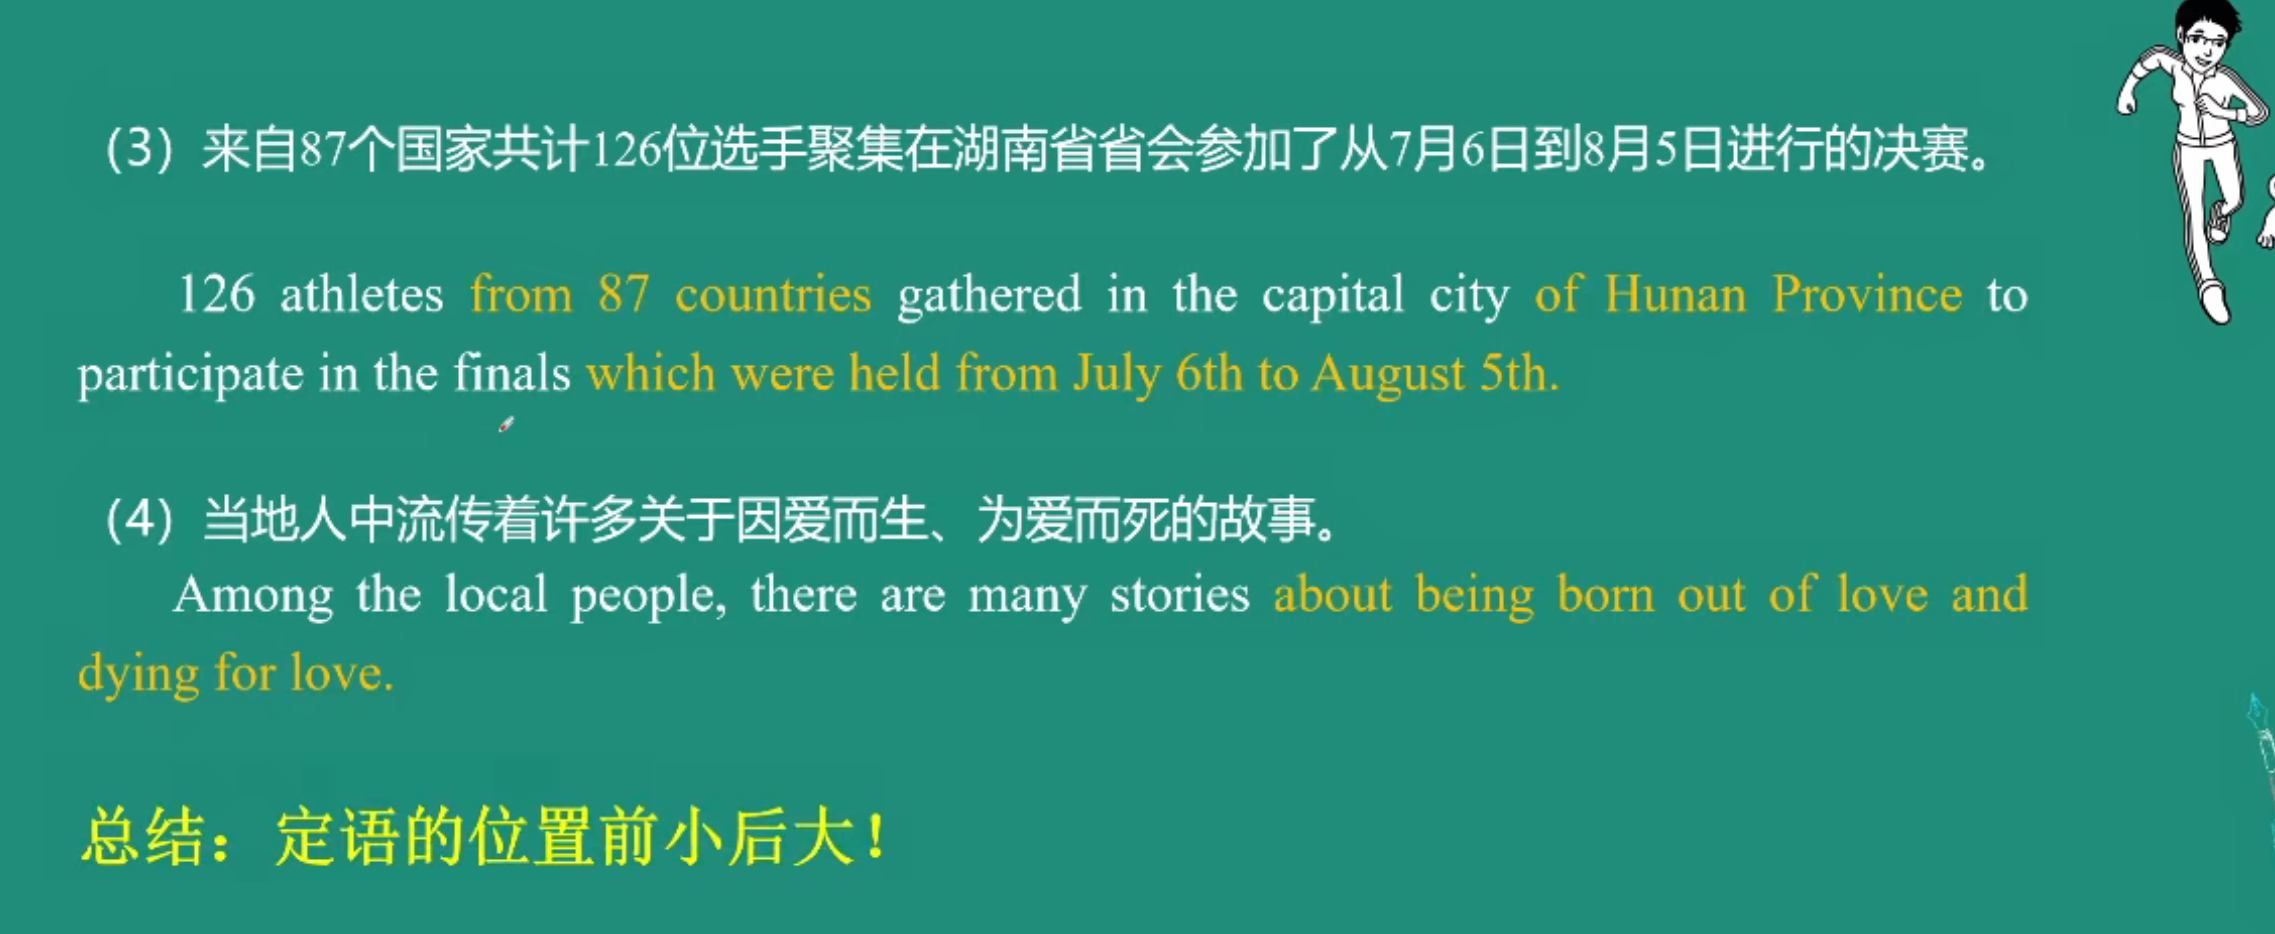 （3）来自87个国家共计126位选手聚集在湖南省省会参加了从7月6日到8月5日进行的决赛。
126 athletes from 87 countries gathered in the capital city of Hunan Province to
participate in the finals which were held from July 6th to August 5th.
（4）当地人中流传着许多关于因爱而生、为爱而死的故事。
Among the local people, there are many stories about being born out of love and
dying for love.
总结：定语的位置前小后大！